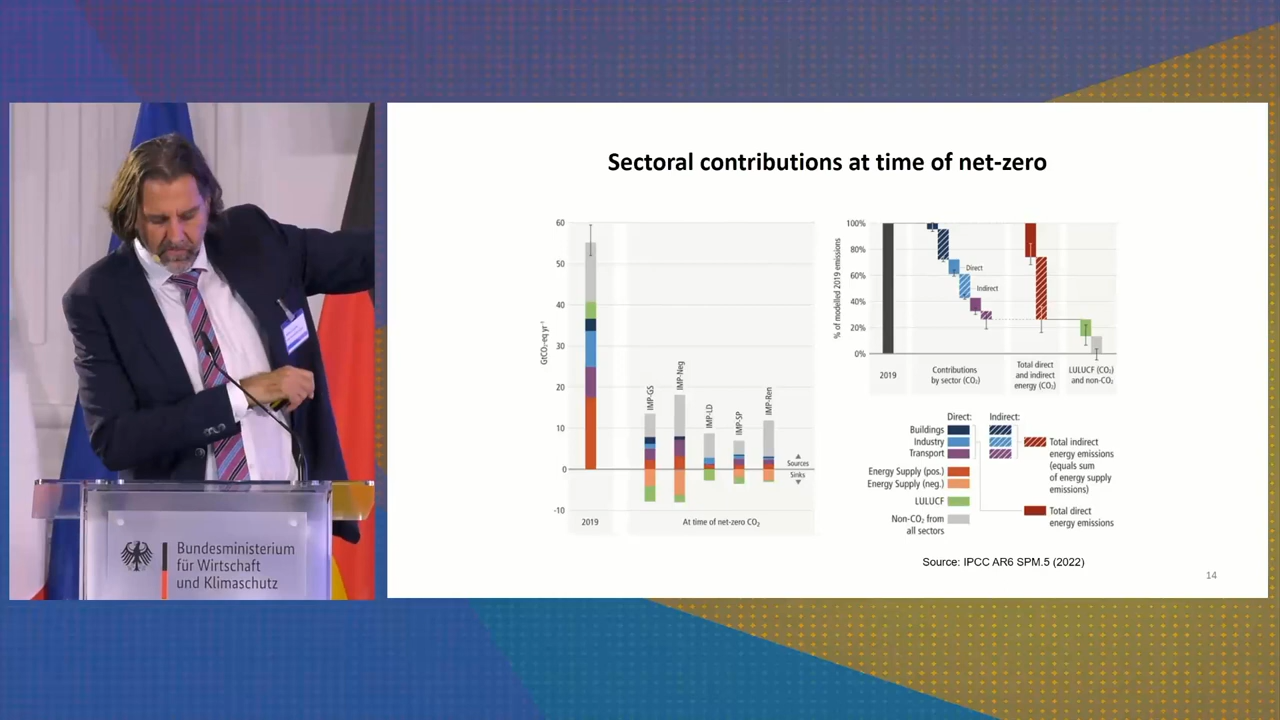 Sectoral contributions at time of net-zero
GtCO₂-eq yr⁻¹
60
50
40
30
20
10
0
-10
IMP-GS
IMP-Neg
IMP-LD
IMP-SP
IMP-Ren
Sources
Sinks
2019
At time of net-zero CO₂
% of modelled 2019 emissions
100%
80%
60%
40%
20%
0%
Direct
Indirect
2019
Contributions
by sector (CO₂)
Total direct
and indirect
energy (CO₂)
LULUCF (CO₂)
and non-CO₂
Direct:
Indirect:
Buildings
Industry
Transport
Energy Supply (pos.)
Energy Supply (neg.)
LULUCF
Non-CO₂ from
all sectors
Total indirect
energy emissions
(equals sum
of energy supply
emissions)
Total direct
energy emissions
Source: IPCC AR6 SPM.5 (2022)
14
Bundesministerium
für Wirtschaft
und Klimaschutz